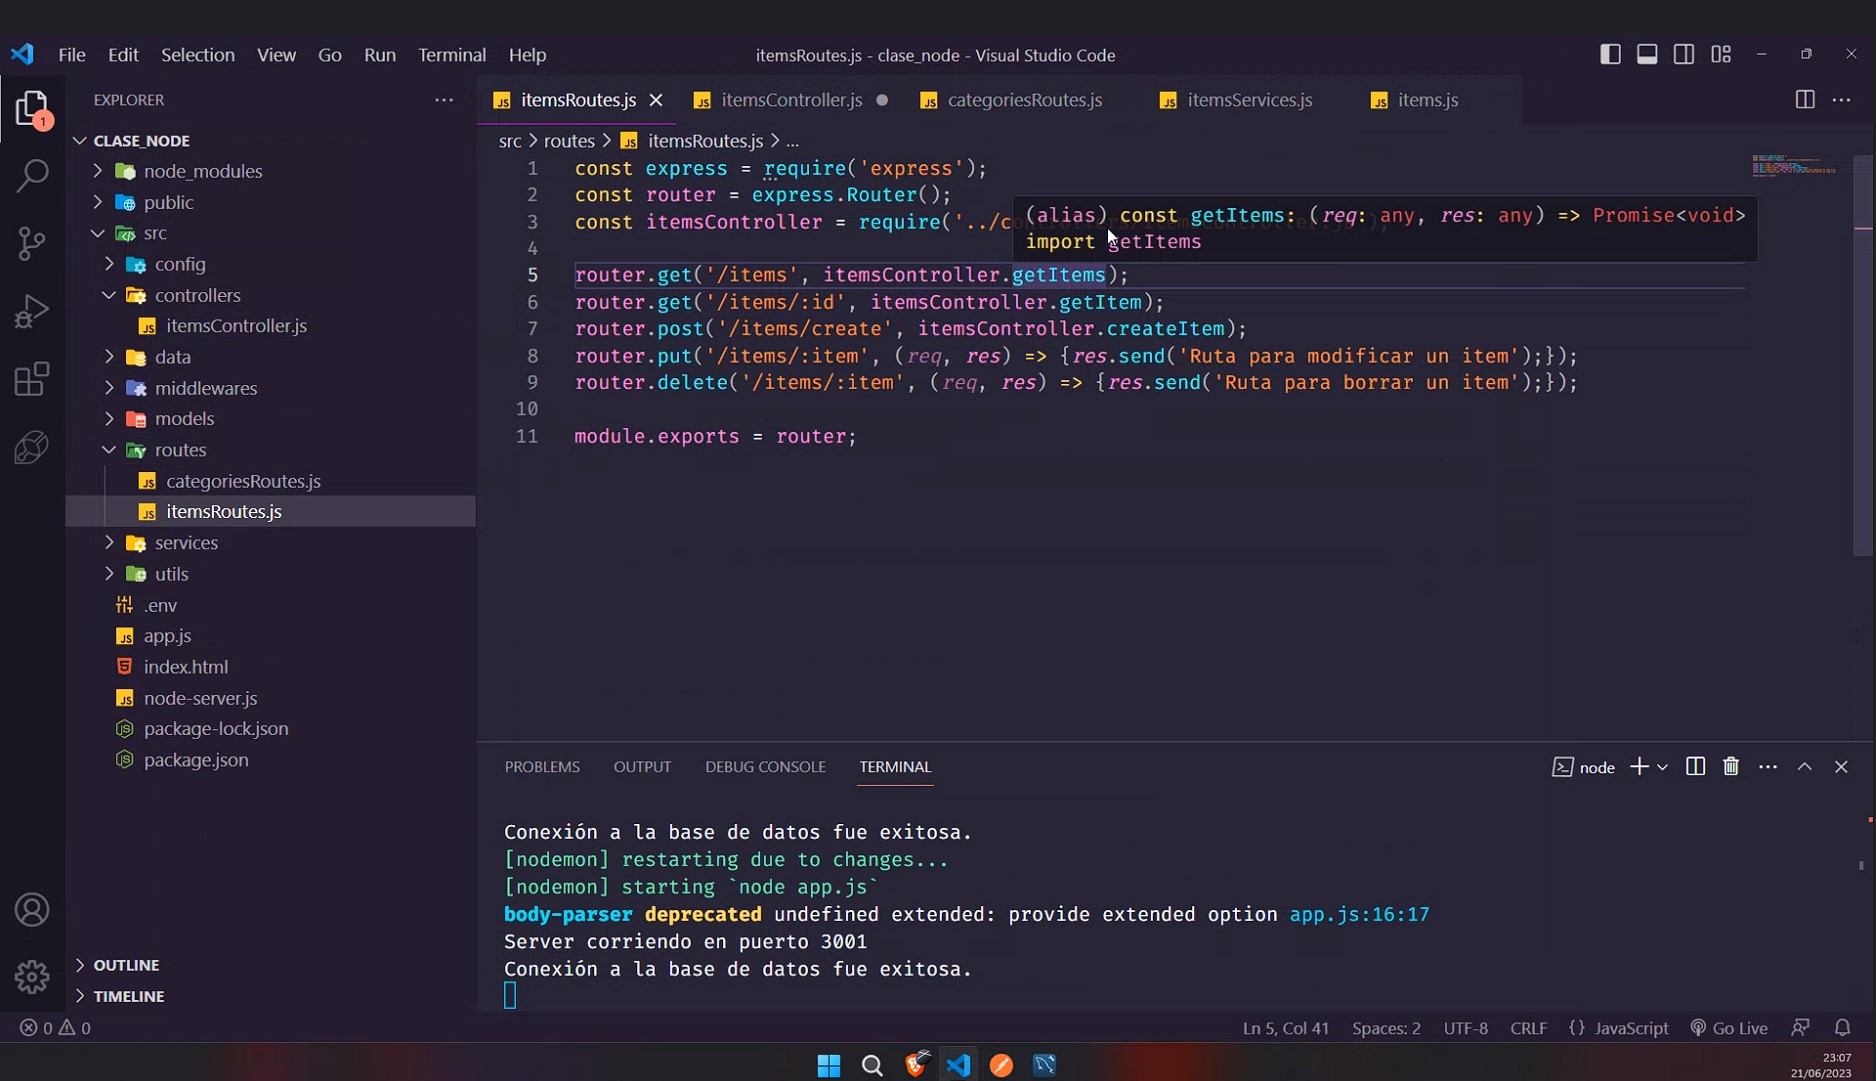 File Edit Selection View Go Run Terminal Help
itemsRoutes.js - clase_node - Visual Studio Code
EXPLORER
1
CLASE_NODE
node_modules
public
src
config
controllers
itemsController.js
data
middlewares
models
routes
categoriesRoutes.js
itemsRoutes.js
services
utils
.env
app.js
index.html
node-server.js
package-lock.json
package.json
OUTLINE
TIMELINE
itemsRoutes.js itemsController.js categoriesRoutes.js itemsServices.js items.js
src > routes > itemsRoutes.js > ...
1 const express = require('express');
2 const router = express.Router();
3 const itemsController = require('../c
(alias) const getItems: (req: any, res: any) => Promise<void>
import getItems
4
5 router.get('/items', itemsController.getItems);
6 router.get('/items/:id', itemsController.getItem);
7 router.post('/items/create', itemsController.createItem);
8 router.put('/items/:item', (req, res) => {res.send('Ruta para modificar un item');});
9 router.delete('/items/:item', (req, res) => {res.send('Ruta para borrar un item');});
10
11 module.exports = router;
PROBLEMS OUTPUT DEBUG CONSOLE TERMINAL
node
Conexión a la base de datos fue exitosa.
[nodemon] restarting due to changes...
[nodemon] starting `node app.js`
body-parser deprecated undefined extended: provide extended option app.js:16:17
Server corriendo en puerto 3001
Conexión a la base de datos fue exitosa.
0 0
Ln 5, Col 41 Spaces: 2 UTF-8 CRLF {} JavaScript Go Live
23:07
21/06/2023